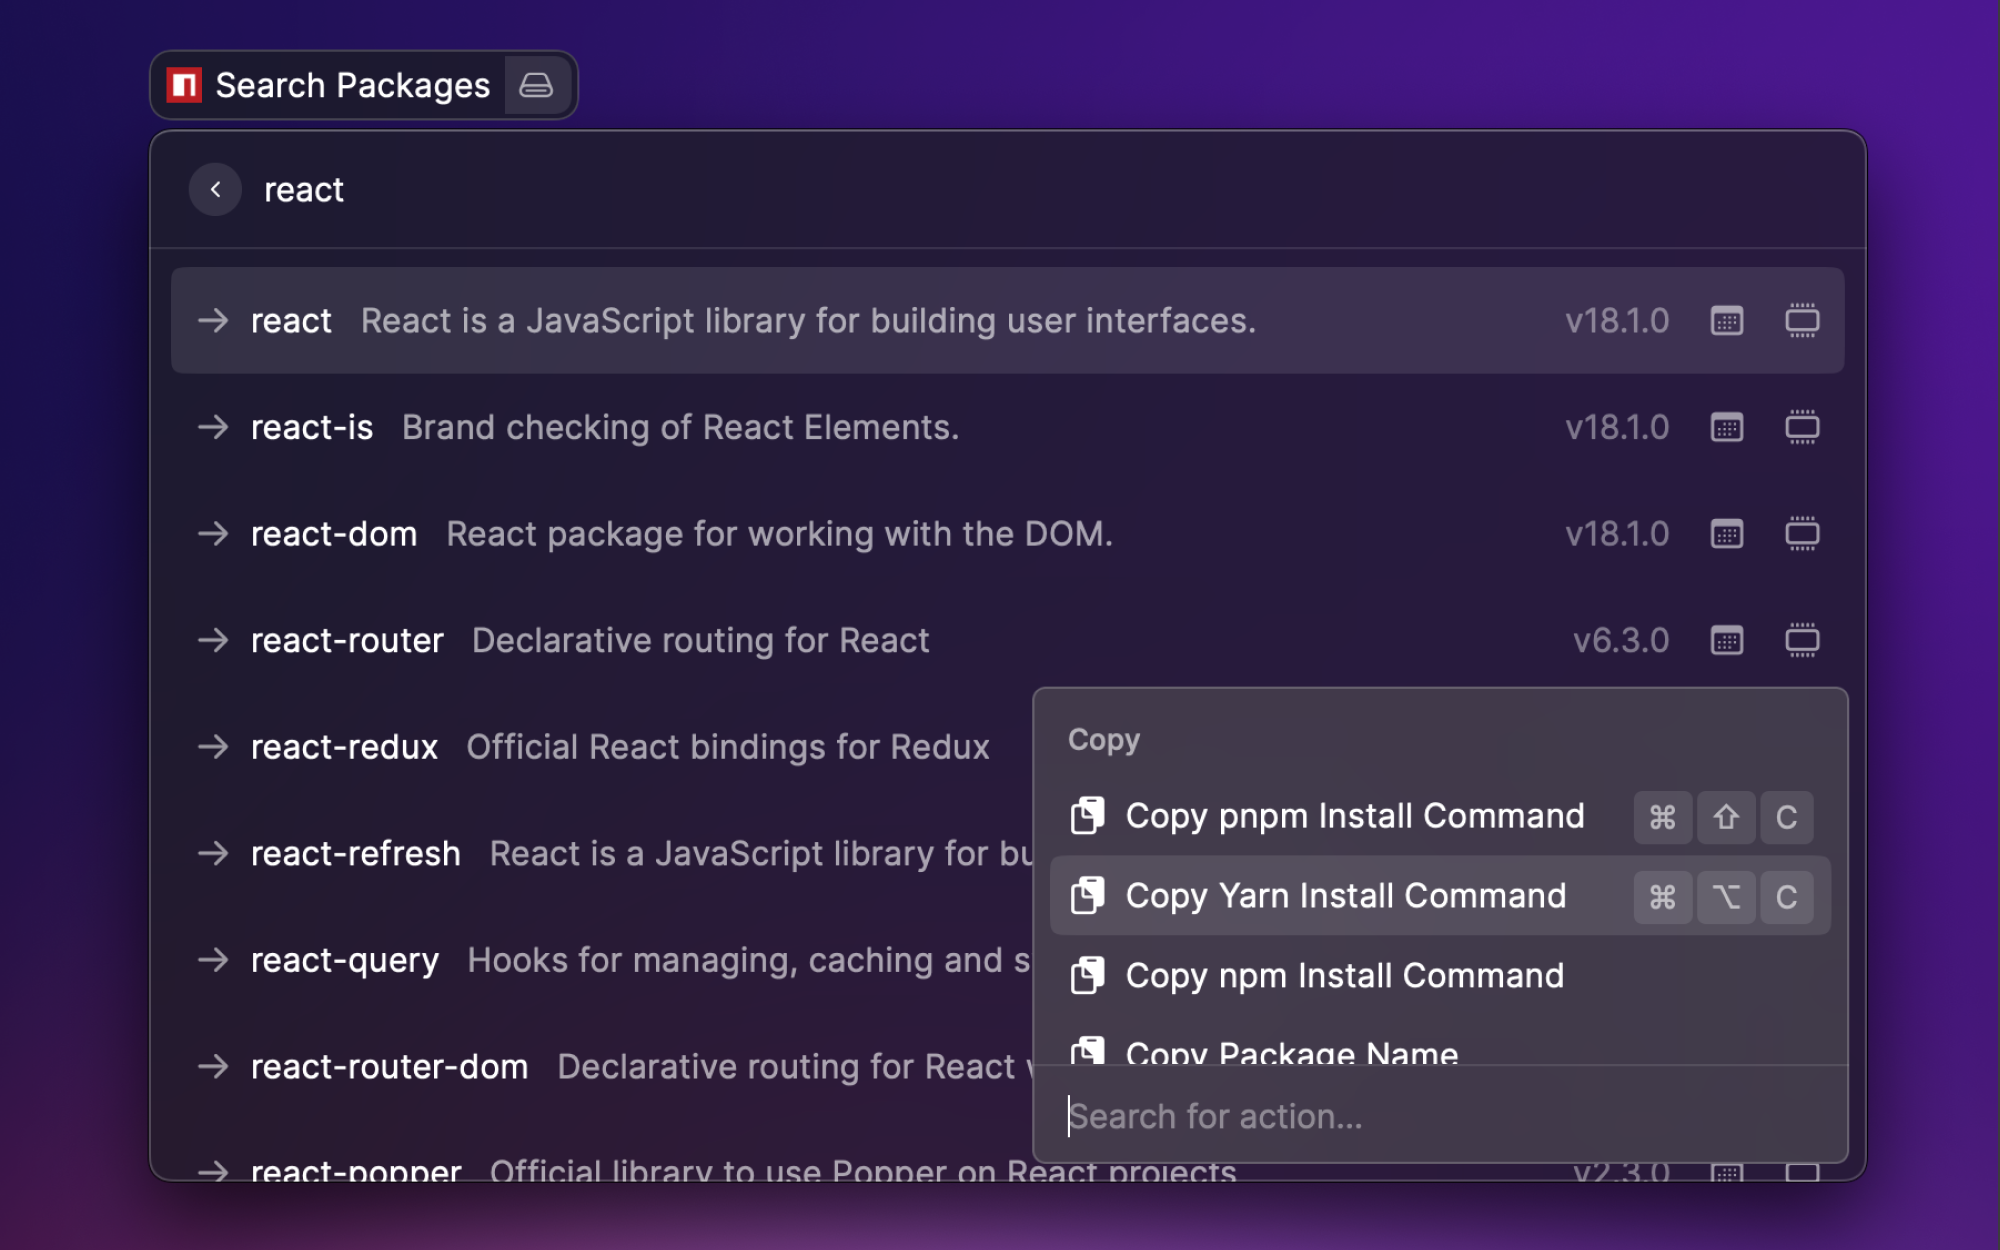 Search Packages
react
react React is a JavaScript library for building user interfaces. v18.1.0
react-is Brand checking of React Elements. v18.1.0
react-dom React package for working with the DOM. v18.1.0
react-router Declarative routing for React v6.3.0
react-redux Official React bindings for Redux
react-refresh React is a JavaScript library for bu
react-query Hooks for managing, caching and s
react-router-dom Declarative routing for React
react-popper Official library to use Popper on React projects v2.3.0
Copy
Copy pnpm Install Command ⌘ ⇧ C
Copy Yarn Install Command ⌘ ⌥ C
Copy npm Install Command
Copy Package Name
Search for action...